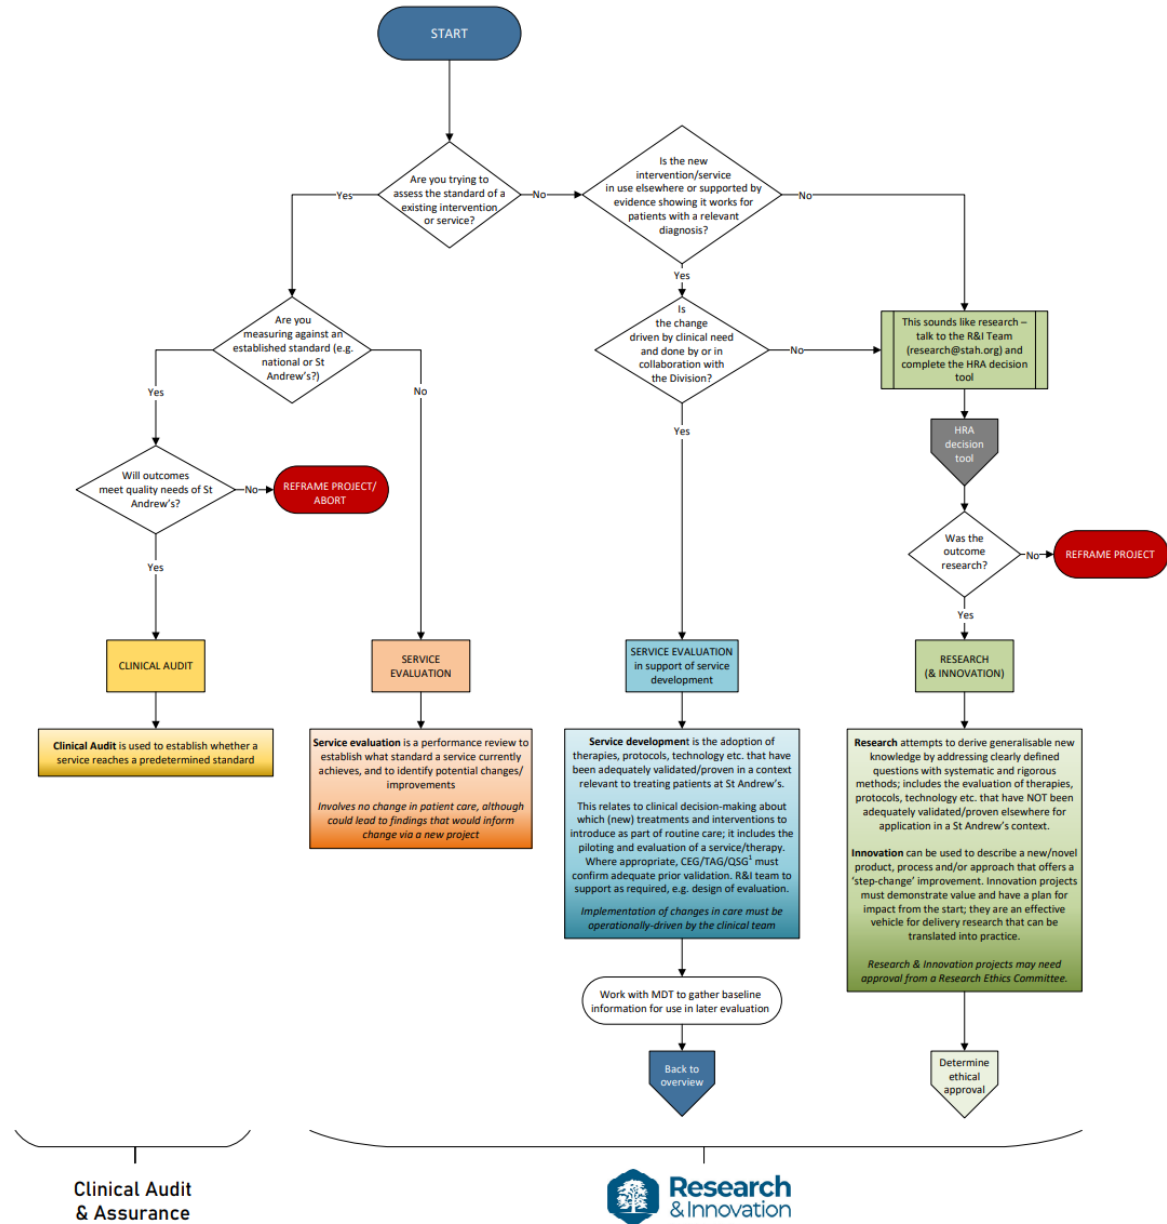 START
Are you trying to
assess the standard of a
existing intervention
or service?
Yes
No
Is the new
intervention/service
in use elsewhere or supported by
evidence showing it works for
patients with a relevant
diagnosis?
No
Yes
Are you
measuring against an
established standard (e.g.
national or St
Andrew's?)
Yes
No
Is
the change
driven by clinical need
and done by or in
collaboration with
the Division?
No
Yes
This sounds like research –
talk to the R&I Team
(research@stah.org) and
complete the HRA decision
tool
HRA
decision
tool
Will outcomes
meet quality needs of St
Andrew's?
No
REFRAME PROJECT/
ABORT
Yes
Was the
outcome
research?
No
REFRAME PROJECT
Yes
CLINICAL AUDIT
SERVICE
EVALUATION
SERVICE EVALUATION
in support of service
development
RESEARCH
(& INNOVATION)
Clinical Audit is used to establish whether a
service reaches a predetermined standard
Service evaluation is a performance review to
establish what standard a service currently
achieves, and to identify potential changes/
improvements
Involves no change in patient care, although
could lead to findings that would inform
change via a new project
Service development is the adoption of
therapies, protocols, technology etc. that have
been adequately validated/proven in a context
relevant to treating patients at St Andrew's.
This relates to clinical decision-making about
which (new) treatments and interventions to
introduce as part of routine care; it includes the
piloting and evaluation of a service/therapy.
Where appropriate, CEG/TAG/QSG¹ must
confirm adequate prior validation. R&I team to
support as required, e.g. design of evaluation.
Implementation of changes in care must be
operationally-driven by the clinical team
Research attempts to derive generalisable new
knowledge by addressing clearly defined
questions with systematic and rigorous
methods; includes the evaluation of therapies,
protocols, technology etc. that have NOT been
adequately validated/proven elsewhere for
application in a St Andrew's context.
Innovation can be used to describe a new/novel
product, process and/or approach that offers a
'step-change' improvement. Innovation projects
must demonstrate value and have a plan for
impact from the start; they are an effective
vehicle for delivery research that can be
translated into practice.
Research & Innovation projects may need
approval from a Research Ethics Committee.
Work with MDT to gather baseline
information for use in later evaluation
Back to
overview
Determine
ethical
approval
Clinical Audit
& Assurance
Research
& Innovation